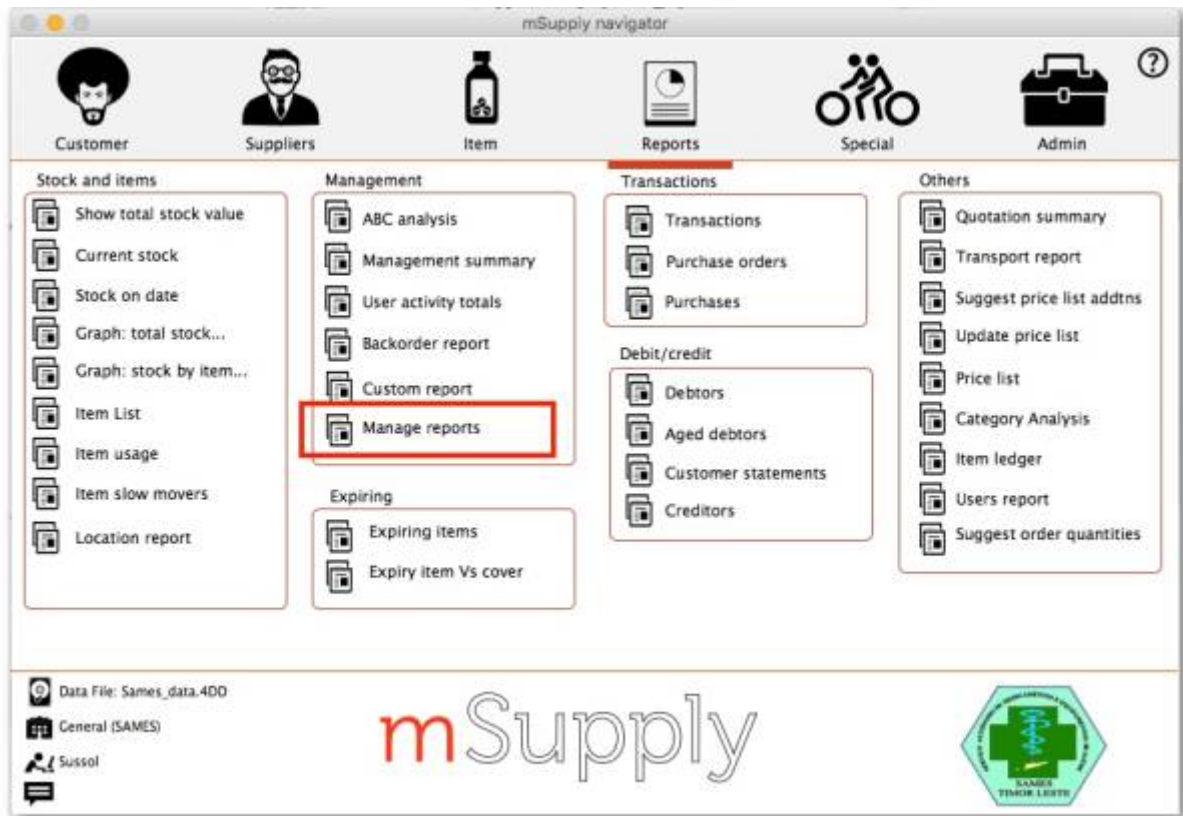 mSupply navigator
Customer
Suppliers
Item
Reports
Special
Admin
?
Stock and items
Show total stock value
Current stock
Stock on date
Graph: total stock...
Graph: stock by item...
Item List
Item usage
Item slow movers
Location report
Management
ABC analysis
Management summary
User activity totals
Backorder report
Custom report
Manage reports
Expiring
Expiring items
Expiry item Vs cover
Transactions
Transactions
Purchase orders
Purchases
Debit/credit
Debtors
Aged debtors
Customer statements
Creditors
Others
Quotation summary
Transport report
Suggest price list addtns
Update price list
Price list
Category Analysis
Item ledger
Users report
Suggest order quantities
Data File: Sames_data.4DD
General (SAMES)
Sussol
mSupply
SAMES
TIMOR LESTE